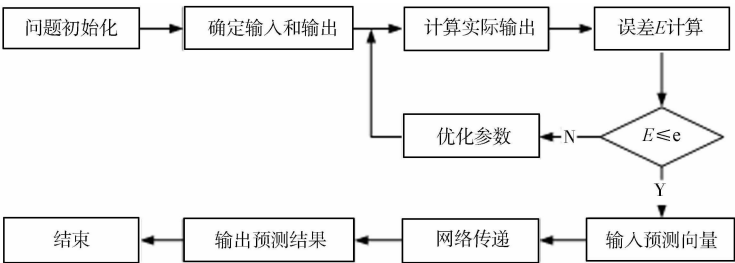 问题初始化
确定输入和输出
计算实际输出
误差E计算
优化参数
N
E≤e
Y
结束
输出预测结果
网络传递
输入预测向量